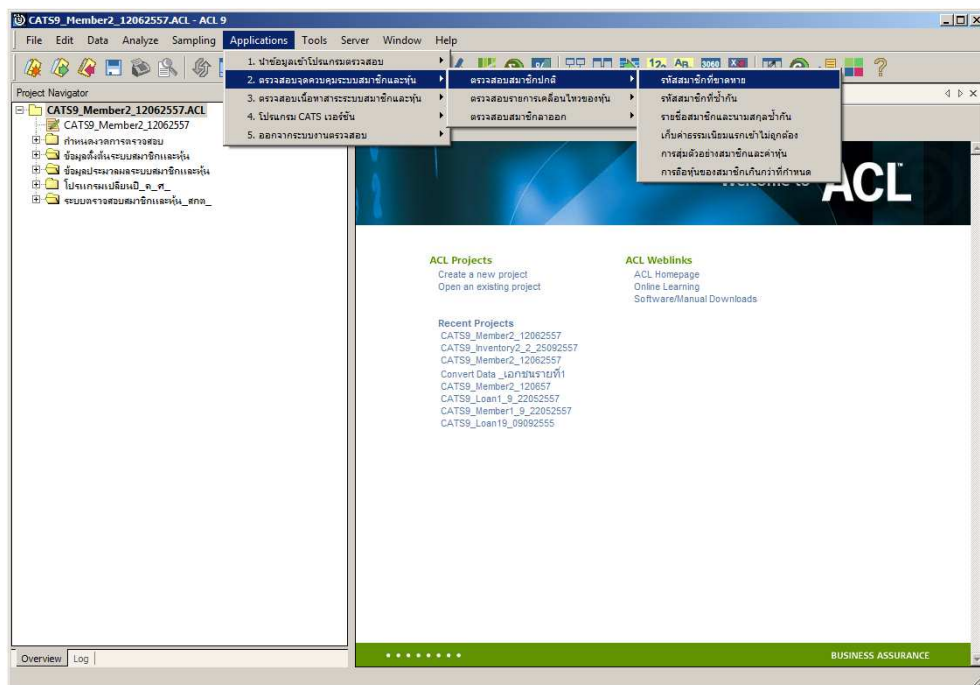 CATS9_Member2_12062557.ACL - ACL 9
File Edit Data Analyze Sampling Applications Tools Server Window Help
1. นำข้อมูลเข้าโปรแกรมตรวจสอบ
2. ตรวจสอบจุดควบคุมระบบสมาชิกและหุ้น
3. ตรวจสอบเนื้อหาสาระระบบสมาชิกและหุ้น
4. โปรแกรม CATS เวอร์ชัน
5. ออกจากระบบงานตรวจสอบ
ตรวจสอบสมาชิกปกติ
ตรวจสอบรายการเคลื่อนไหวของหุ้น
ตรวจสอบสมาชิกลาออก
รหัสสมาชิกที่ขาดหาย
รหัสสมาชิกที่ซ้ำกัน
รายชื่อสมาชิกและนามสกุลซ้ำกัน
เก็บค่าธรรมเนียมแรกเข้าไม่ถูกต้อง
การสุ่มตัวอย่างสมาชิกและค่าหุ้น
การถือหุ้นของสมาชิกเกินกว่าที่กำหนด
Project Navigator
CATS9_Member2_12062557.ACL
CATS9_Member2_12062557
กำหนดงวดการตรวจสอบ
ข้อมูลตั้งต้นระบบสมาชิกและหุ้น
ข้อมูลประมวลผลระบบสมาชิกและหุ้น
โปรแกรมเปลี่ยนปี_ค_ศ_
ระบบตรวจสอบสมาชิกและหุ้น_สกต_
ACL™
ACL Projects
Create a new project
Open an existing project
ACL Weblinks
ACL Homepage
Online Learning
Software/Manual Downloads
Recent Projects
CATS9_Member2_12062557
CATS9_Inventory2_2_25092557
CATS9_Member2_12062557
Convert Data _เอกชนรายที่1
CATS9_Member2_120657
CATS9_Loan1_9_22052557
CATS9_Member1_9_22052557
CATS9_Loan19_09092555
Overview Log
BUSINESS ASSURANCE